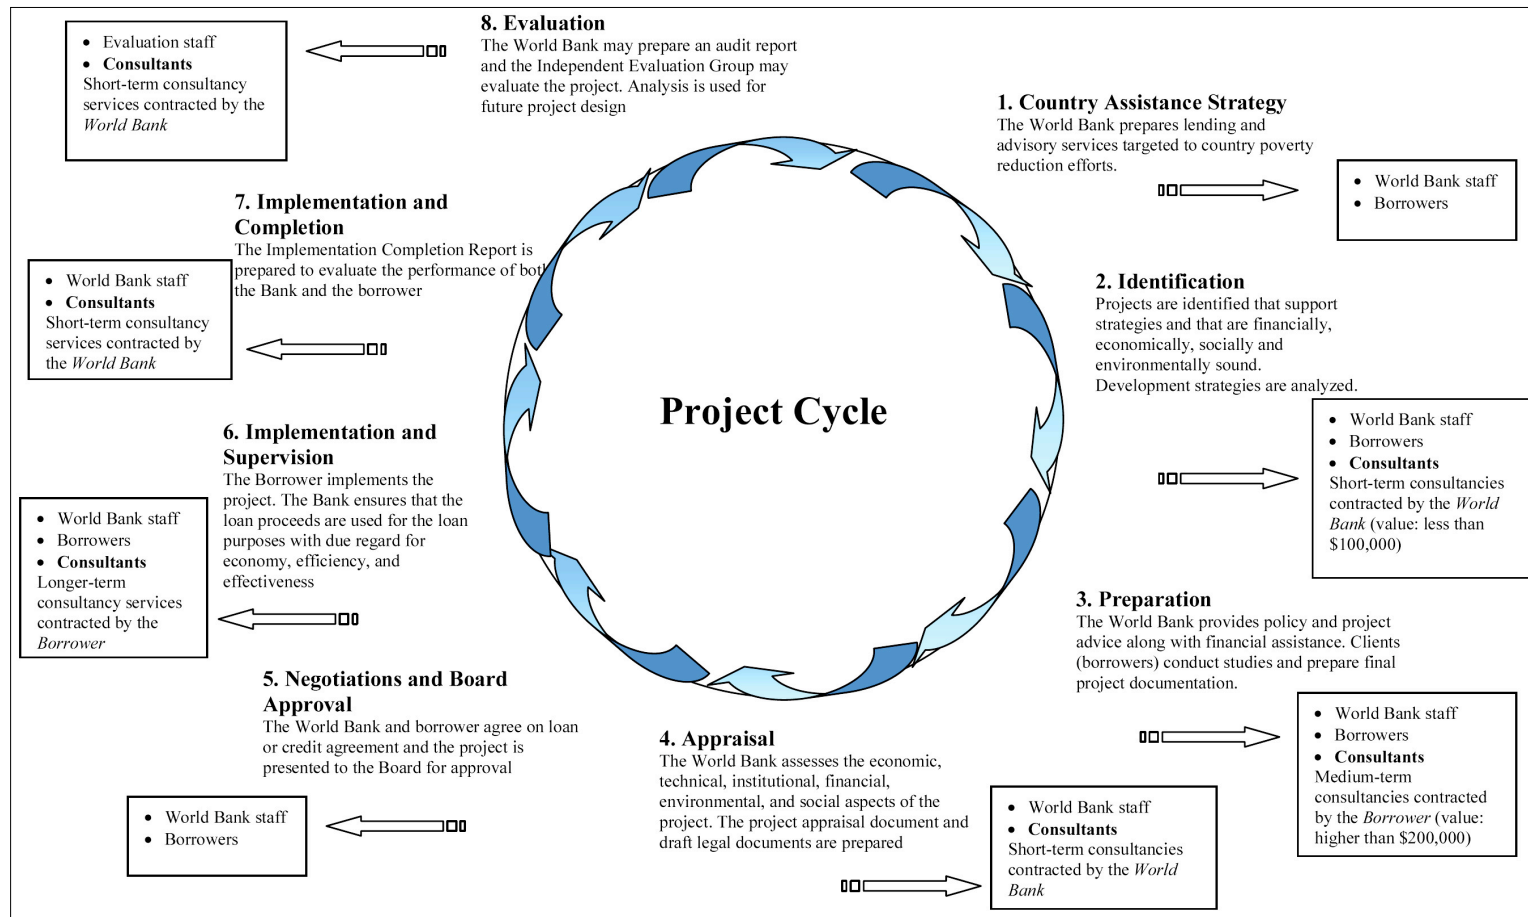 8. Evaluation
The World Bank may prepare an audit report
and the Independent Evaluation Group may
evaluate the project. Analysis is used for
future project design
• Evaluation staff
• Consultants
Short-term consultancy
services contracted by the
World Bank
1. Country Assistance Strategy
The World Bank prepares lending and
advisory services targeted to country poverty
reduction efforts.
• World Bank staff
• Borrowers
2. Identification
Projects are identified that support
strategies and that are financially,
economically, socially and
environmentally sound.
Development strategies are analyzed.
• World Bank staff
• Borrowers
• Consultants
Short-term consultancies
contracted by the World
Bank (value: less than
$100,000)
3. Preparation
The World Bank provides policy and project
advice along with financial assistance. Clients
(borrowers) conduct studies and prepare final
project documentation.
• World Bank staff
• Borrowers
• Consultants
Medium-term
consultancies contracted
by the Borrower (value:
higher than $200,000)
4. Appraisal
The World Bank assesses the economic,
technical, institutional, financial,
environmental, and social aspects of the
project. The project appraisal document and
draft legal documents are prepared
• World Bank staff
• Consultants
Short-term consultancies
contracted by the World
Bank
5. Negotiations and Board
Approval
The World Bank and borrower agree on loan
or credit agreement and the project is
presented to the Board for approval
• World Bank staff
• Borrowers
6. Implementation and
Supervision
The Borrower implements the
project. The Bank ensures that the
loan proceeds are used for the loan
purposes with due regard for
economy, efficiency, and
effectiveness
• World Bank staff
• Borrowers
• Consultants
Longer-term
consultancy services
contracted by the
Borrower
7. Implementation and
Completion
The Implementation Completion Report is
prepared to evaluate the performance of both
the Bank and the borrower
• World Bank staff
• Consultants
Short-term consultancy
services contracted by
the World Bank
Project Cycle